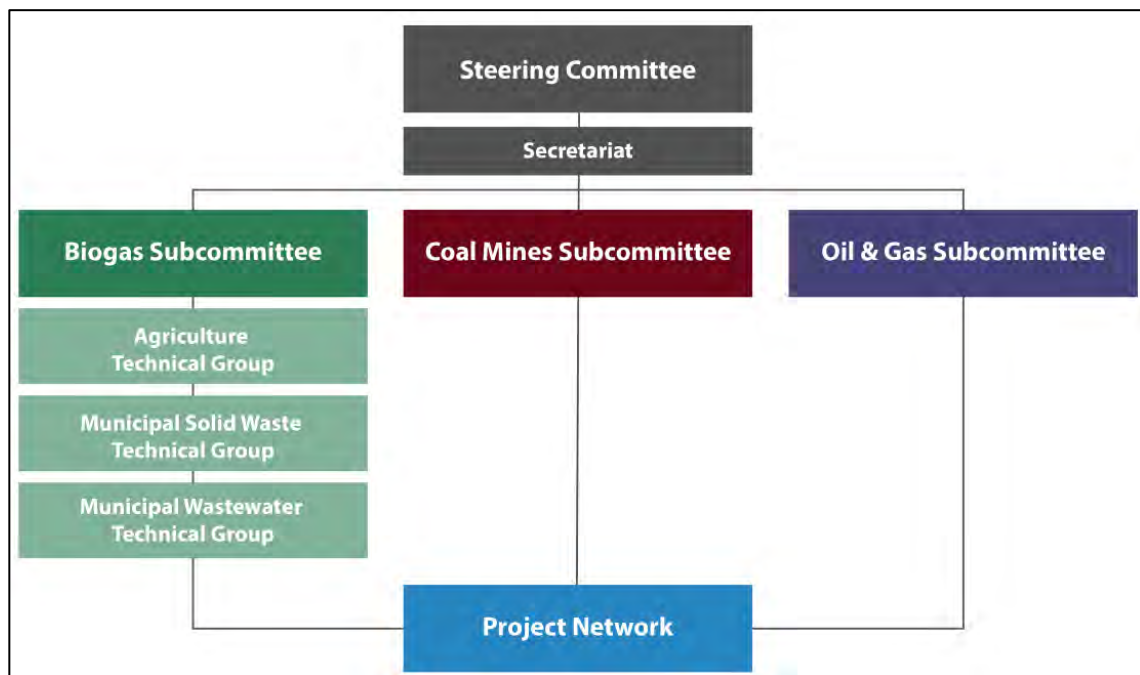 Steering Committee
Secretariat
Biogas Subcommittee
Coal Mines Subcommittee
Oil & Gas Subcommittee
Agriculture
Technical Group
Municipal Solid Waste
Technical Group
Municipal Wastewater
Technical Group
Project Network